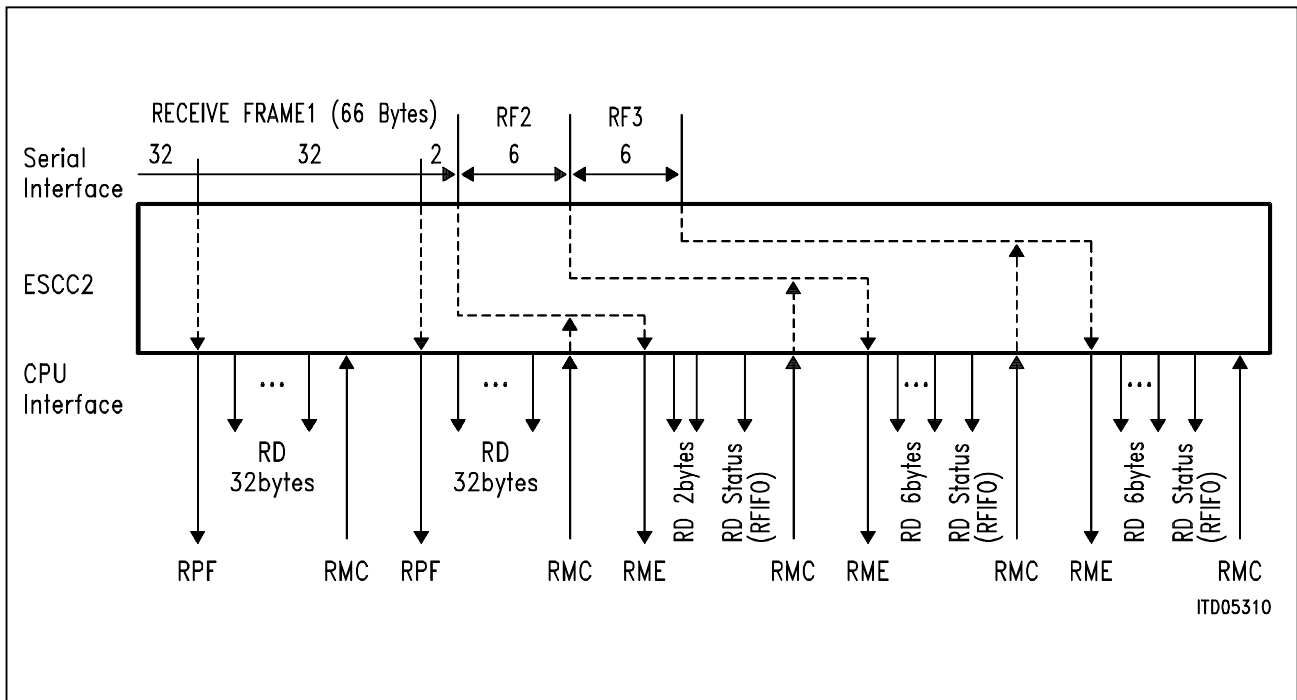 RECEIVE FRAME1 (66 Bytes)
RF2
RF3
Serial
Interface
32
32
2
6
6
ESCC2
CPU
Interface
...
...
...
...
RD
32bytes
RD
32bytes
RD 2bytes
RD Status
(RFIFO)
RD 6bytes
RD Status
(RFIFO)
RD 6bytes
RD Status
(RFIFO)
RPF
RMC
RPF
RMC
RME
RMC
RME
RMC
RME
RMC
ITD05310